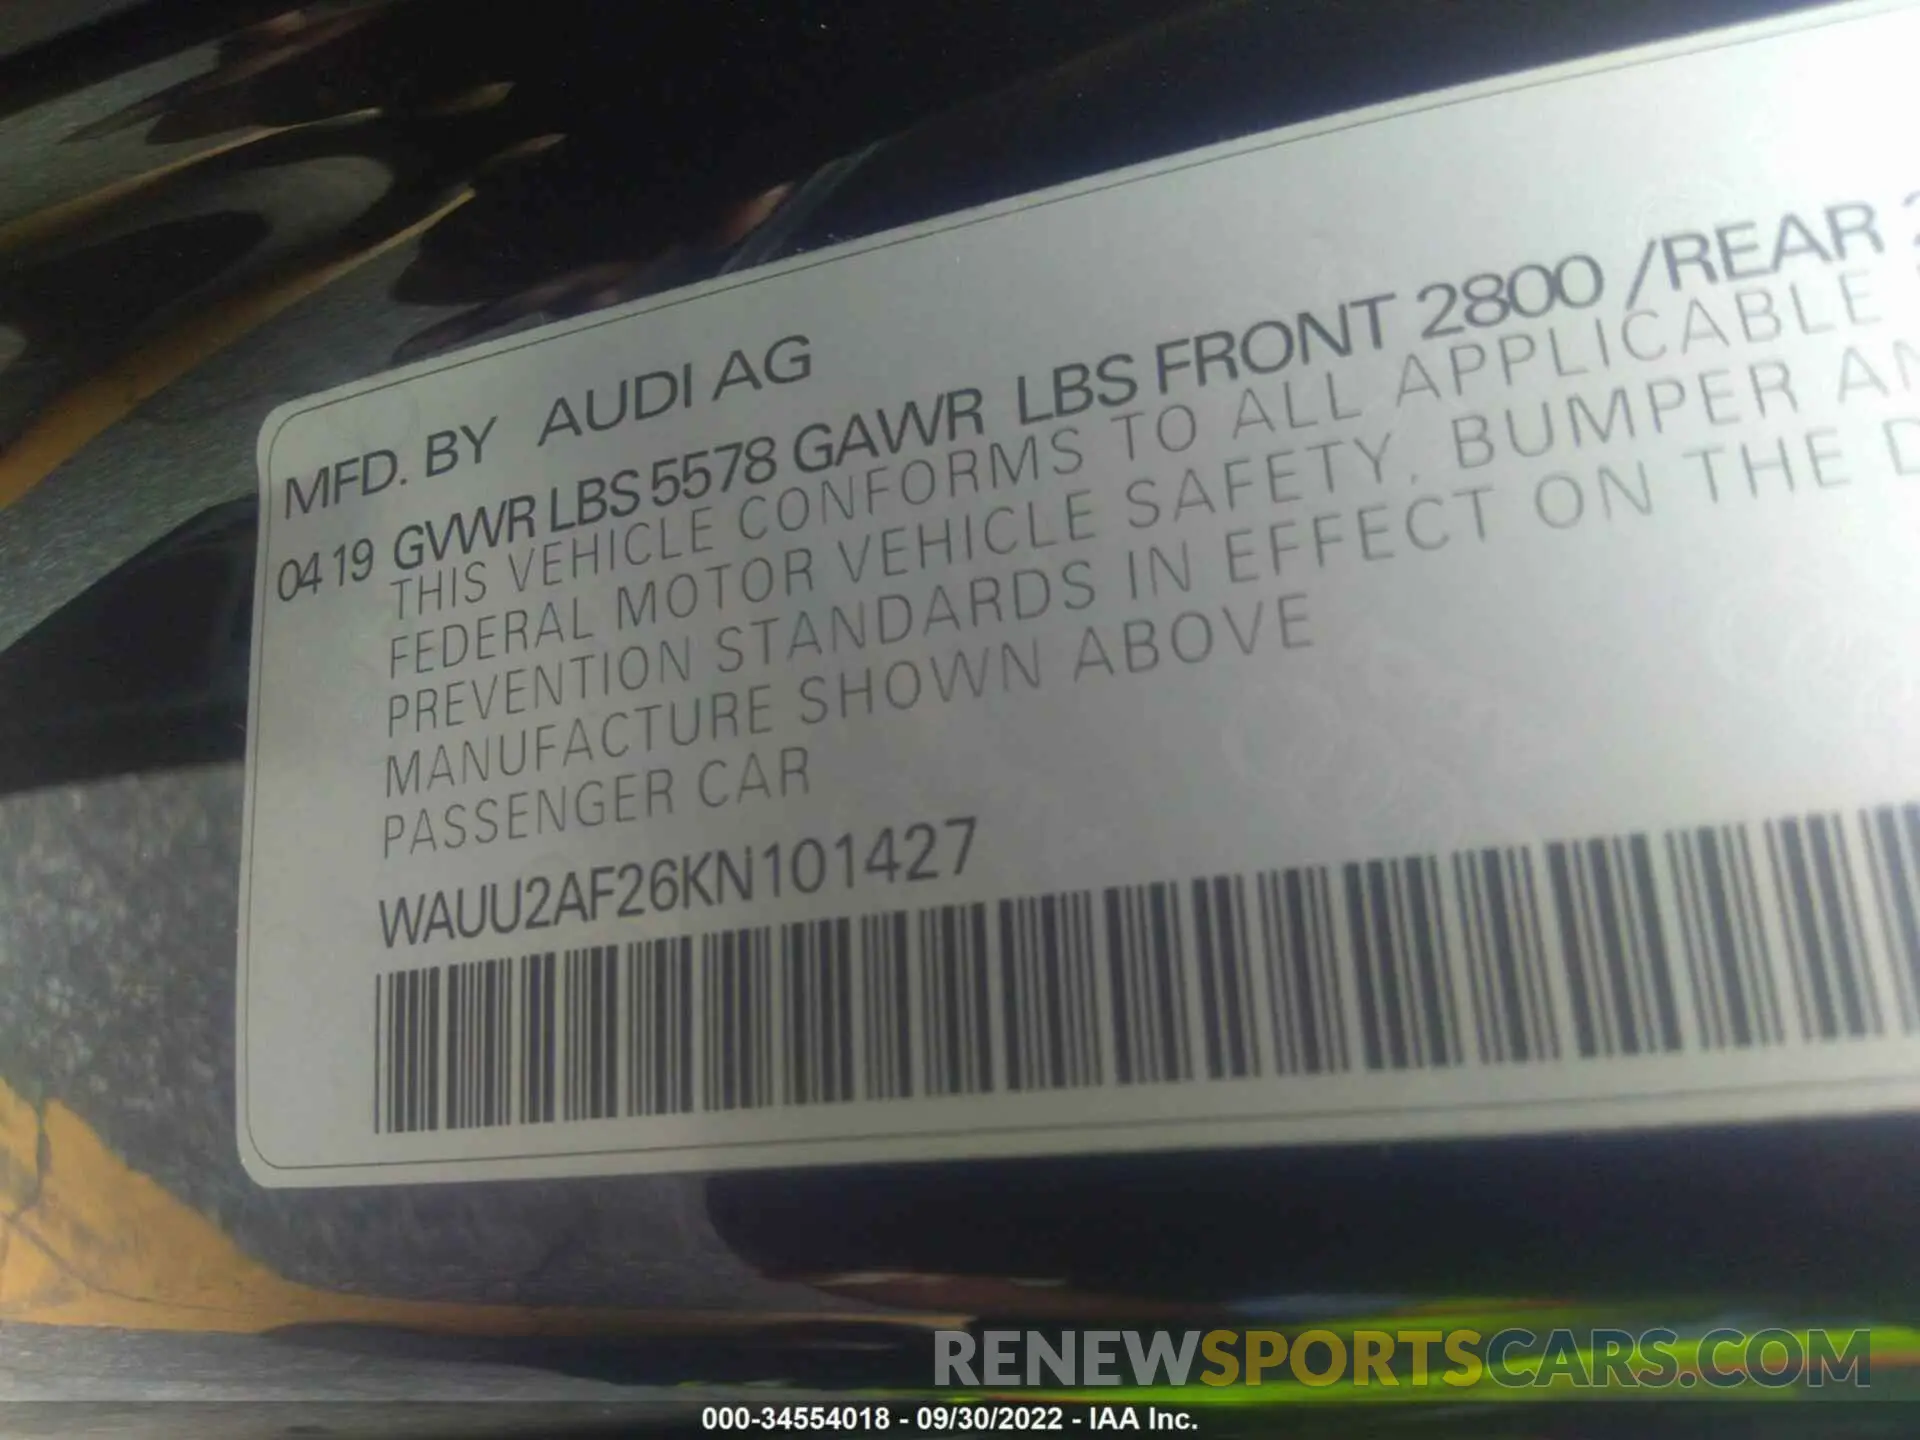 MFD. BY AUDI AG
04 19 GVWR LBS 5578 GAWR LBS FRONT 2800 /REAR
THIS VEHICLE CONFORMS TO ALL APPLICABLE
FEDERAL MOTOR VEHICLE SAFETY, BUMPER
PREVENTION STANDARDS IN EFFECT ON THE
MANUFACTURE SHOWN ABOVE
PASSENGER CAR
WAUU2AF26KN101427
RENEWSPORTSCARS.COM
000-34554018 - 09/30/2022 - IAA Inc.